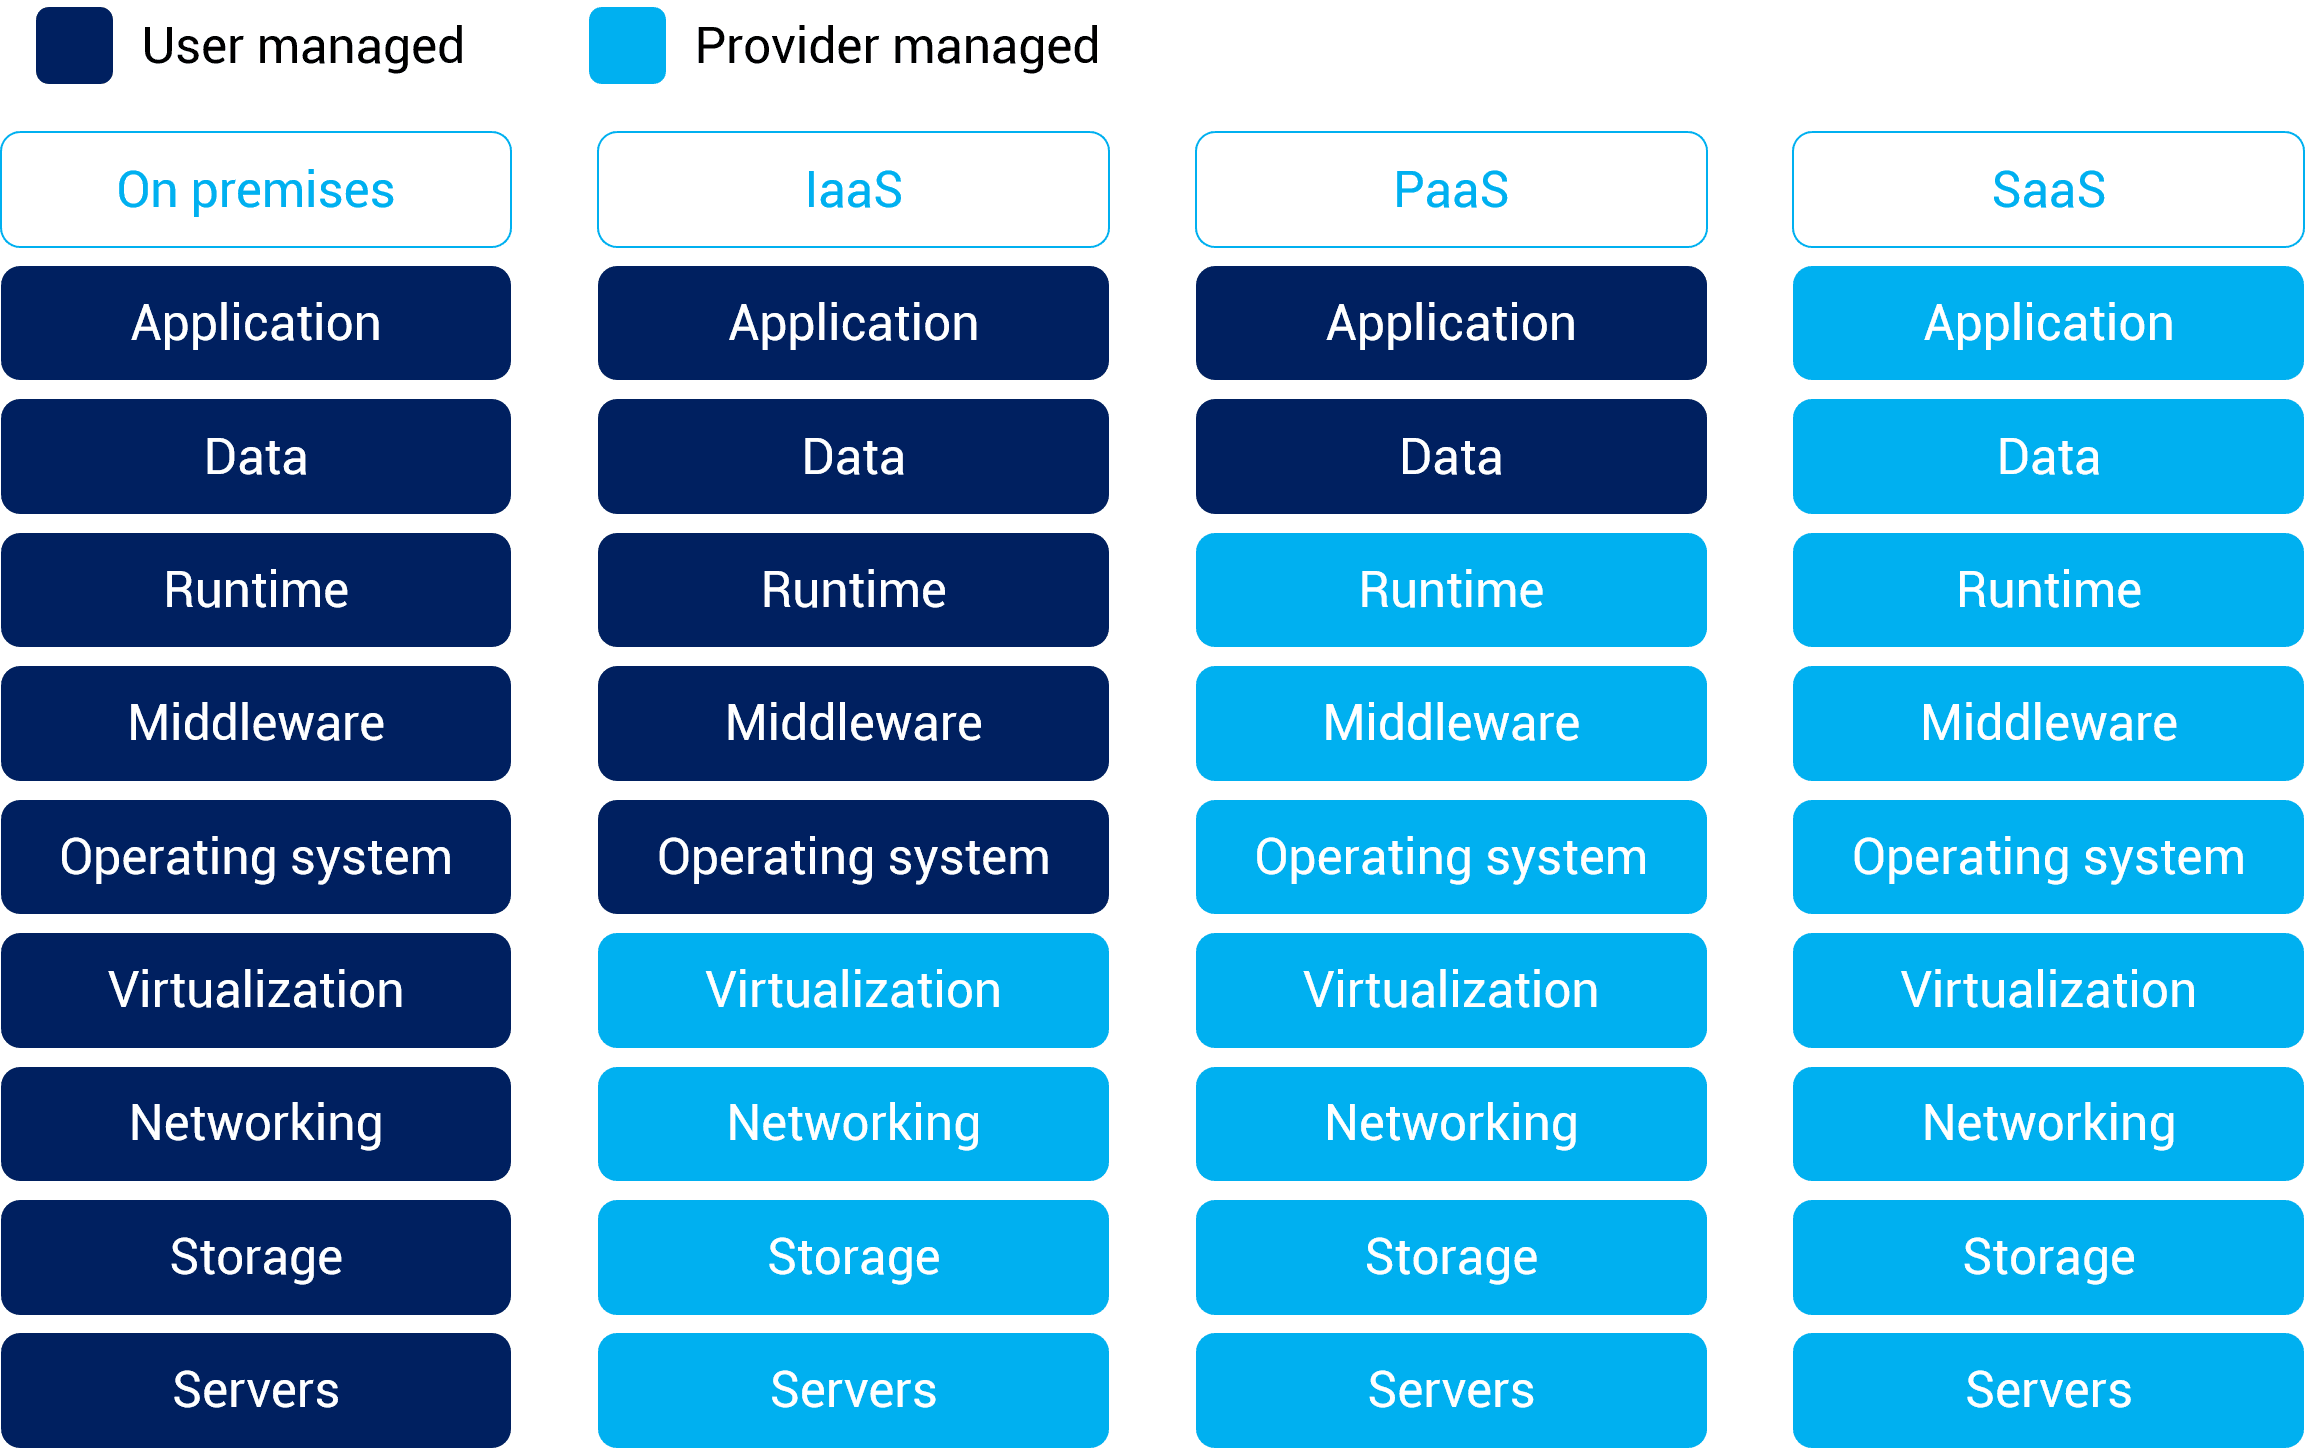 User managed
Provider managed
On premises
IaaS
PaaS
SaaS
Application
Application
Application
Application
Data
Data
Data
Data
Runtime
Runtime
Runtime
Runtime
Middleware
Middleware
Middleware
Middleware
Operating system
Operating system
Operating system
Operating system
Virtualization
Virtualization
Virtualization
Virtualization
Networking
Networking
Networking
Networking
Storage
Storage
Storage
Storage
Servers
Servers
Servers
Servers